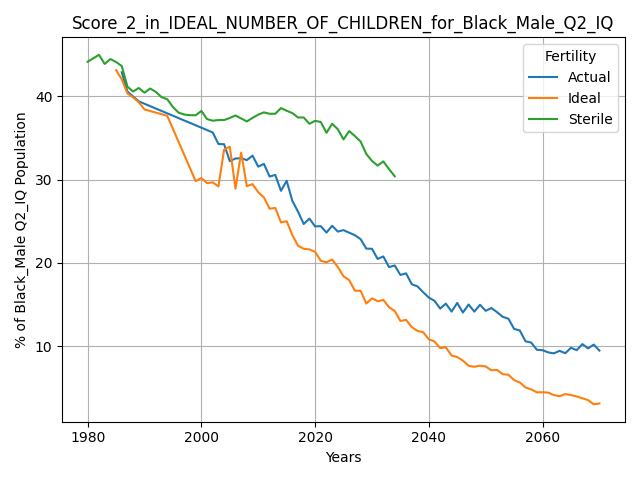 Score_2_in_IDEAL_NUMBER_OF_CHILDREN_for_Black_Male_Q2_IQ
Fertility
Actual
Ideal
Sterile
% of Black_Male Q2_IQ Population
40
30
20
10
1980
2000
2020
2040
2060
Years